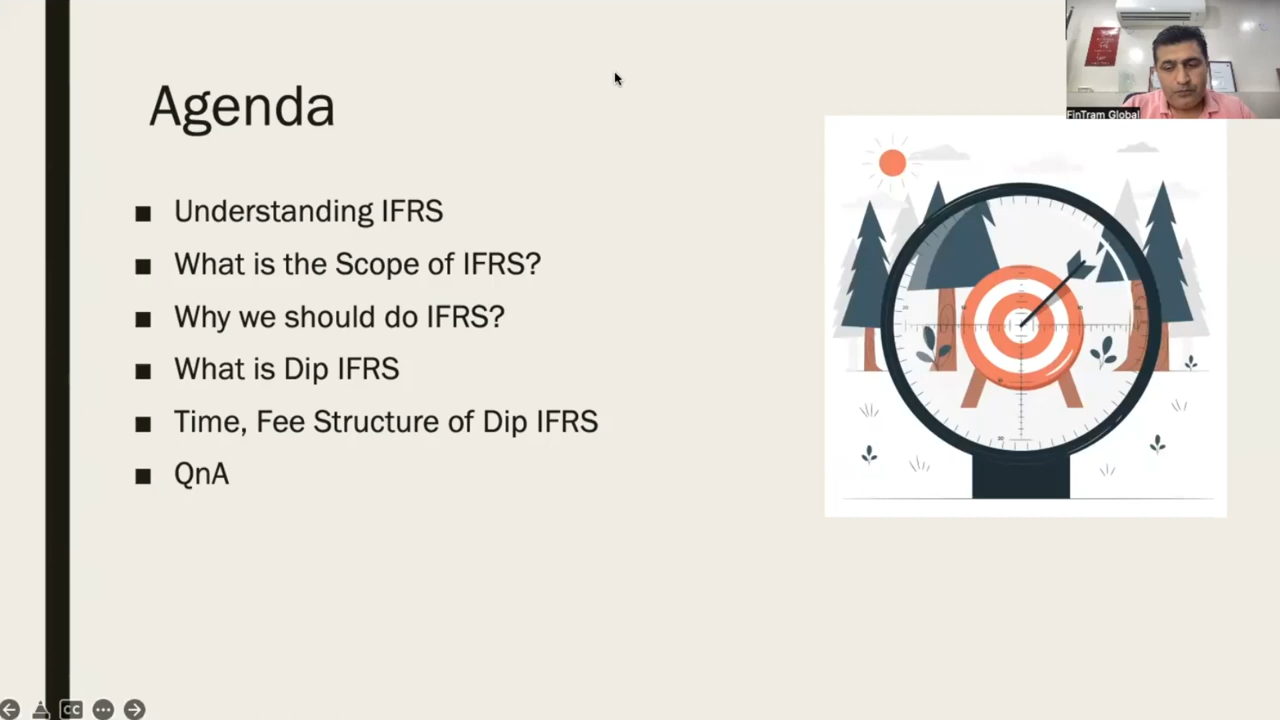 Agenda
Understanding IFRS
What is the Scope of IFRS?
Why we should do IFRS?
What is Dip IFRS
Time, Fee Structure of Dip IFRS
QnA
FinTram Global
CC